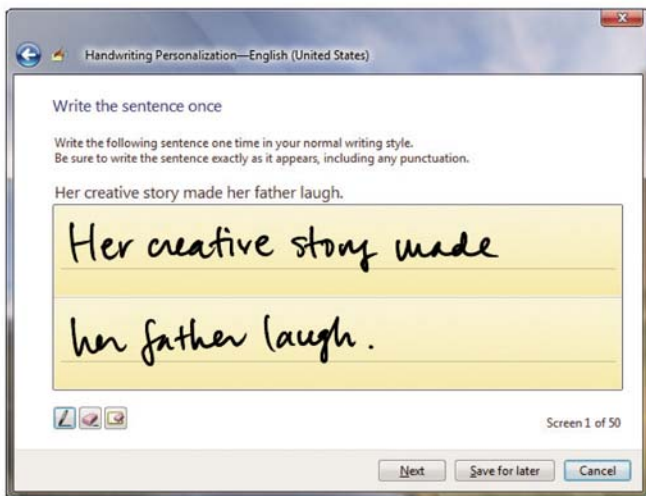 Handwriting Personalization—English (United States)
Write the sentence once
Write the following sentence one time in your normal writing style.
Be sure to write the sentence exactly as it appears, including any punctuation.
Her creative story made her father laugh.
Her creative story made
her father laugh.
Screen 1 of 50
Next Save for later Cancel